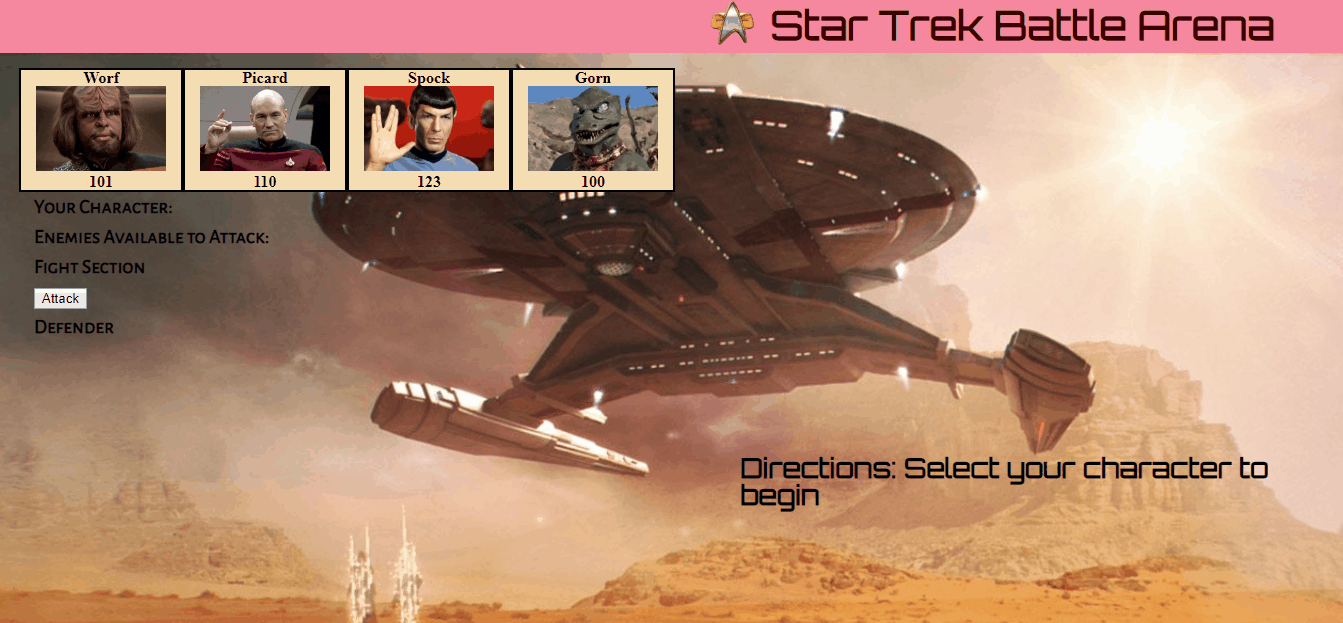 Star Trek Battle Arena
Worf Picard Spock Gorn
101 110 123 100
Your Character:
Enemies Available to Attack:
Fight Section
Attack
Defender
Directions: Select your character to
begin